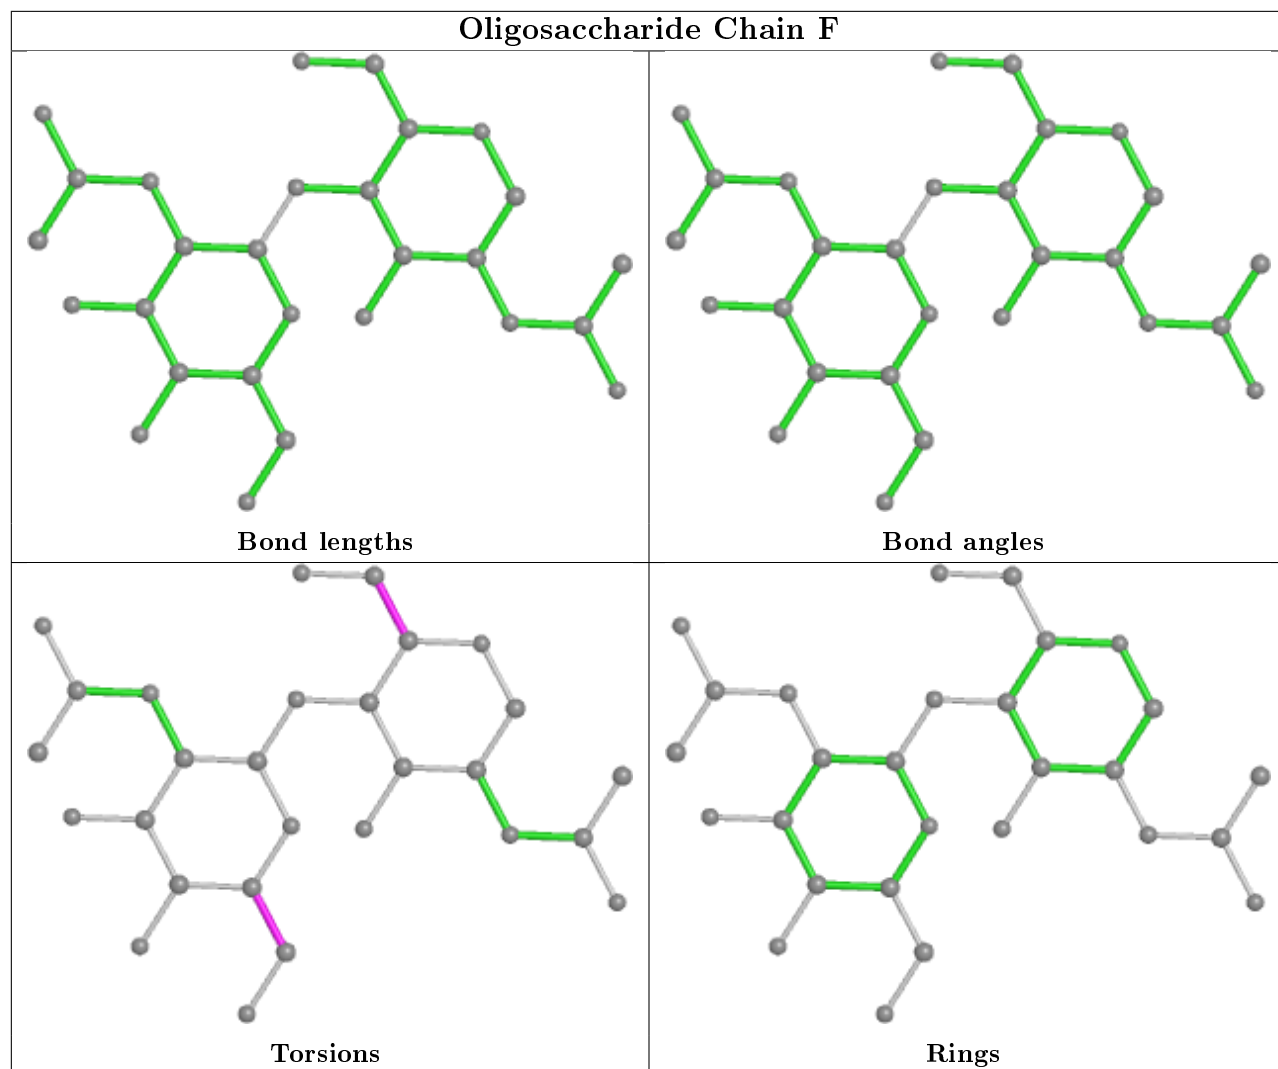 Oligosaccharide Chain F
Bond lengths
Bond angles
Torsions
Rings